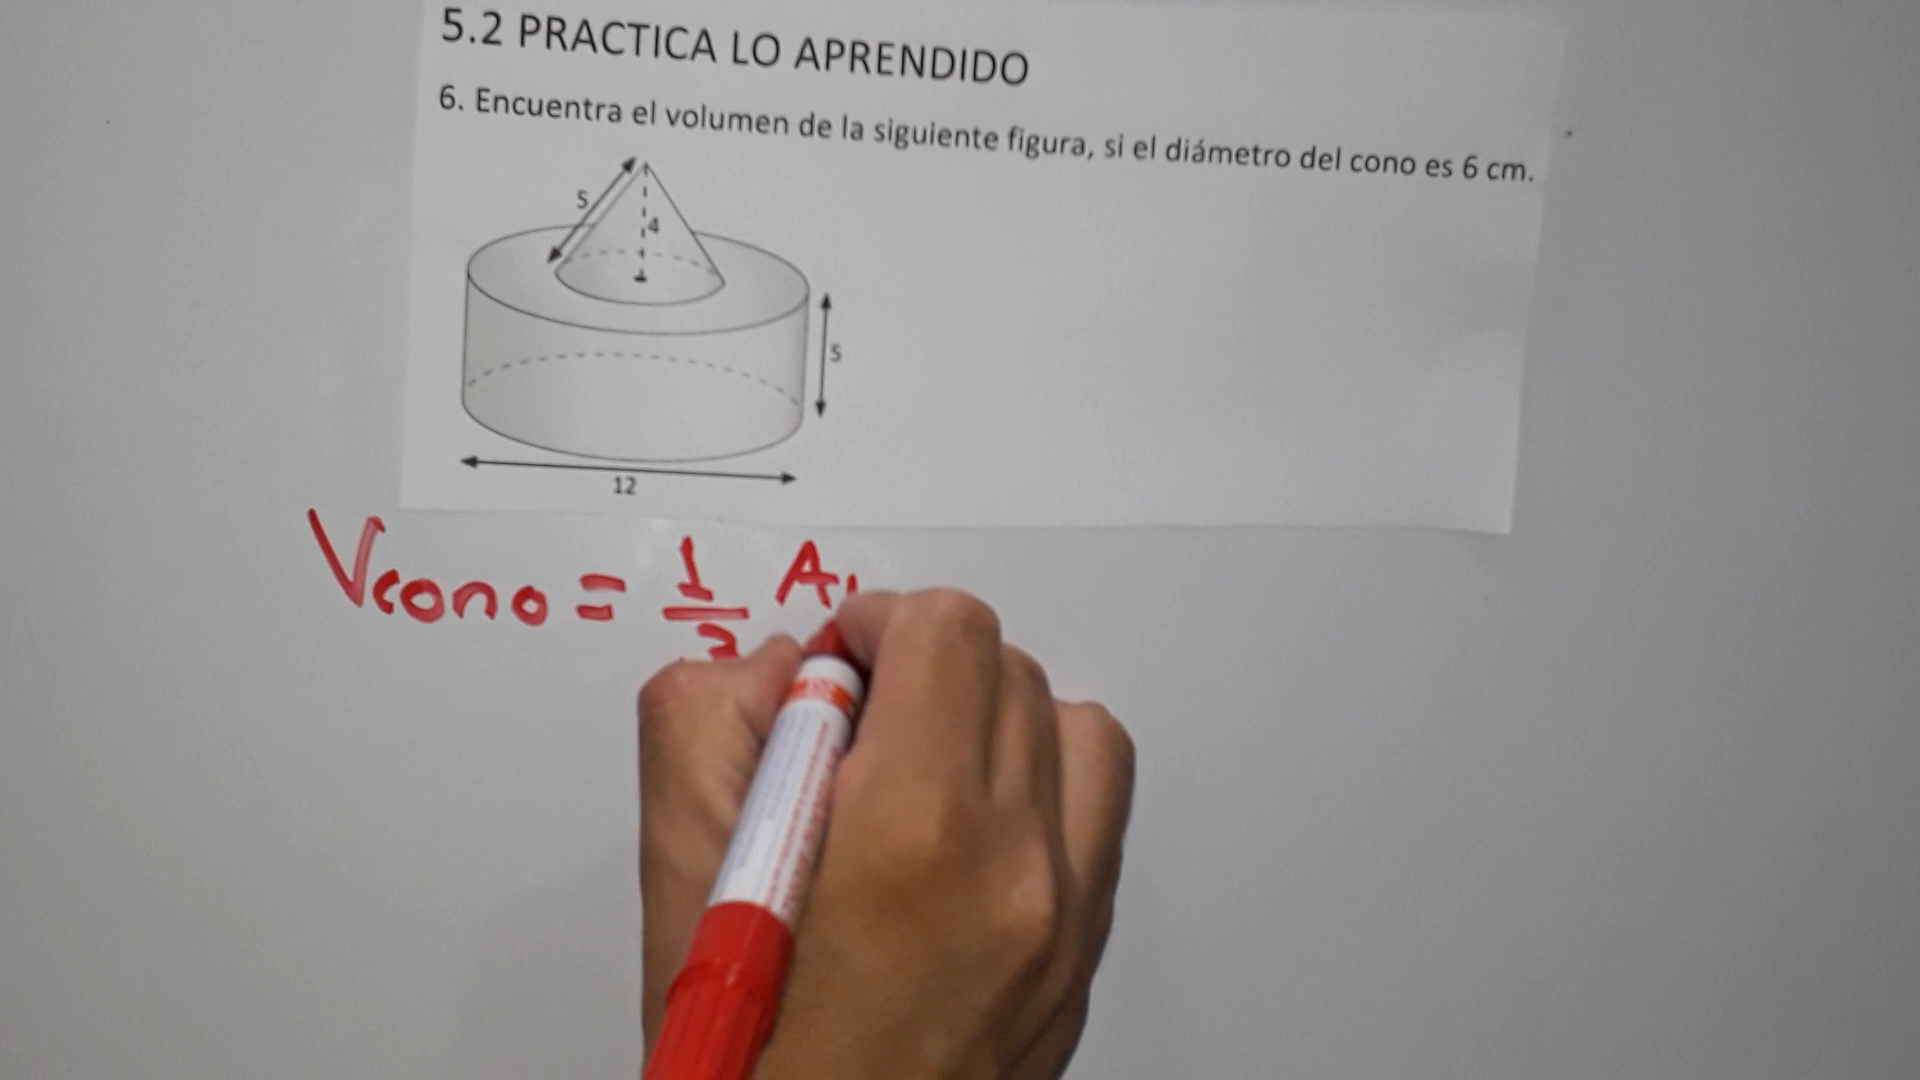 5.2 PRACTICA LO APRENDIDO
6. Encuentra el volumen de la siguiente figura, si el diámetro del cono es 6 cm.
5
4
5
12
Vcono = 1/3 A